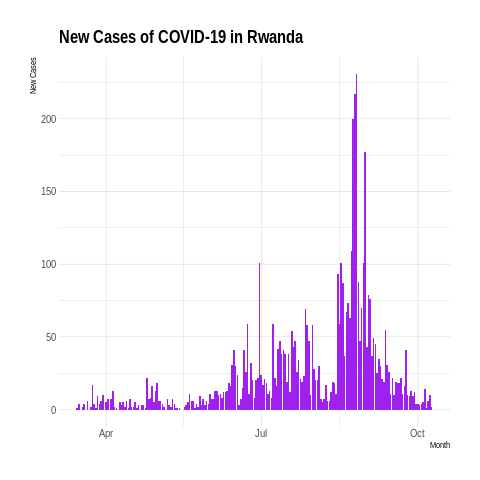 New Cases of COVID-19 in Rwanda
New Cases
200
150
100
50
0
Apr
Jul
Oct
Month